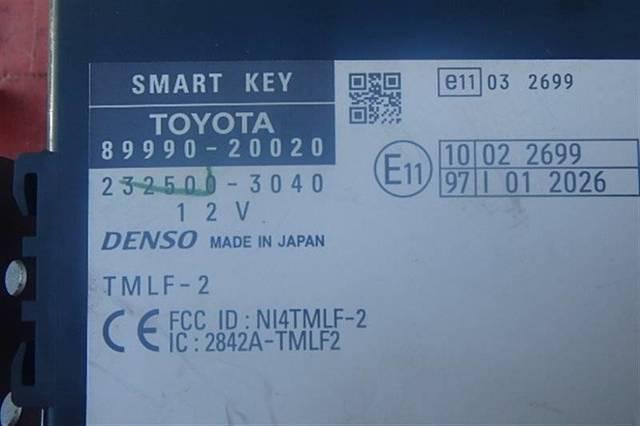 SMART KEY
TOYOTA
89990-20020
232500-3040
12V
DENSO MADE IN JAPAN
TMLF-2
CE FCC ID : NI4TMLF-2
IC : 2842A-TMLF2
e11 03 2699
E11
10 02 2699
97 I 01 2026